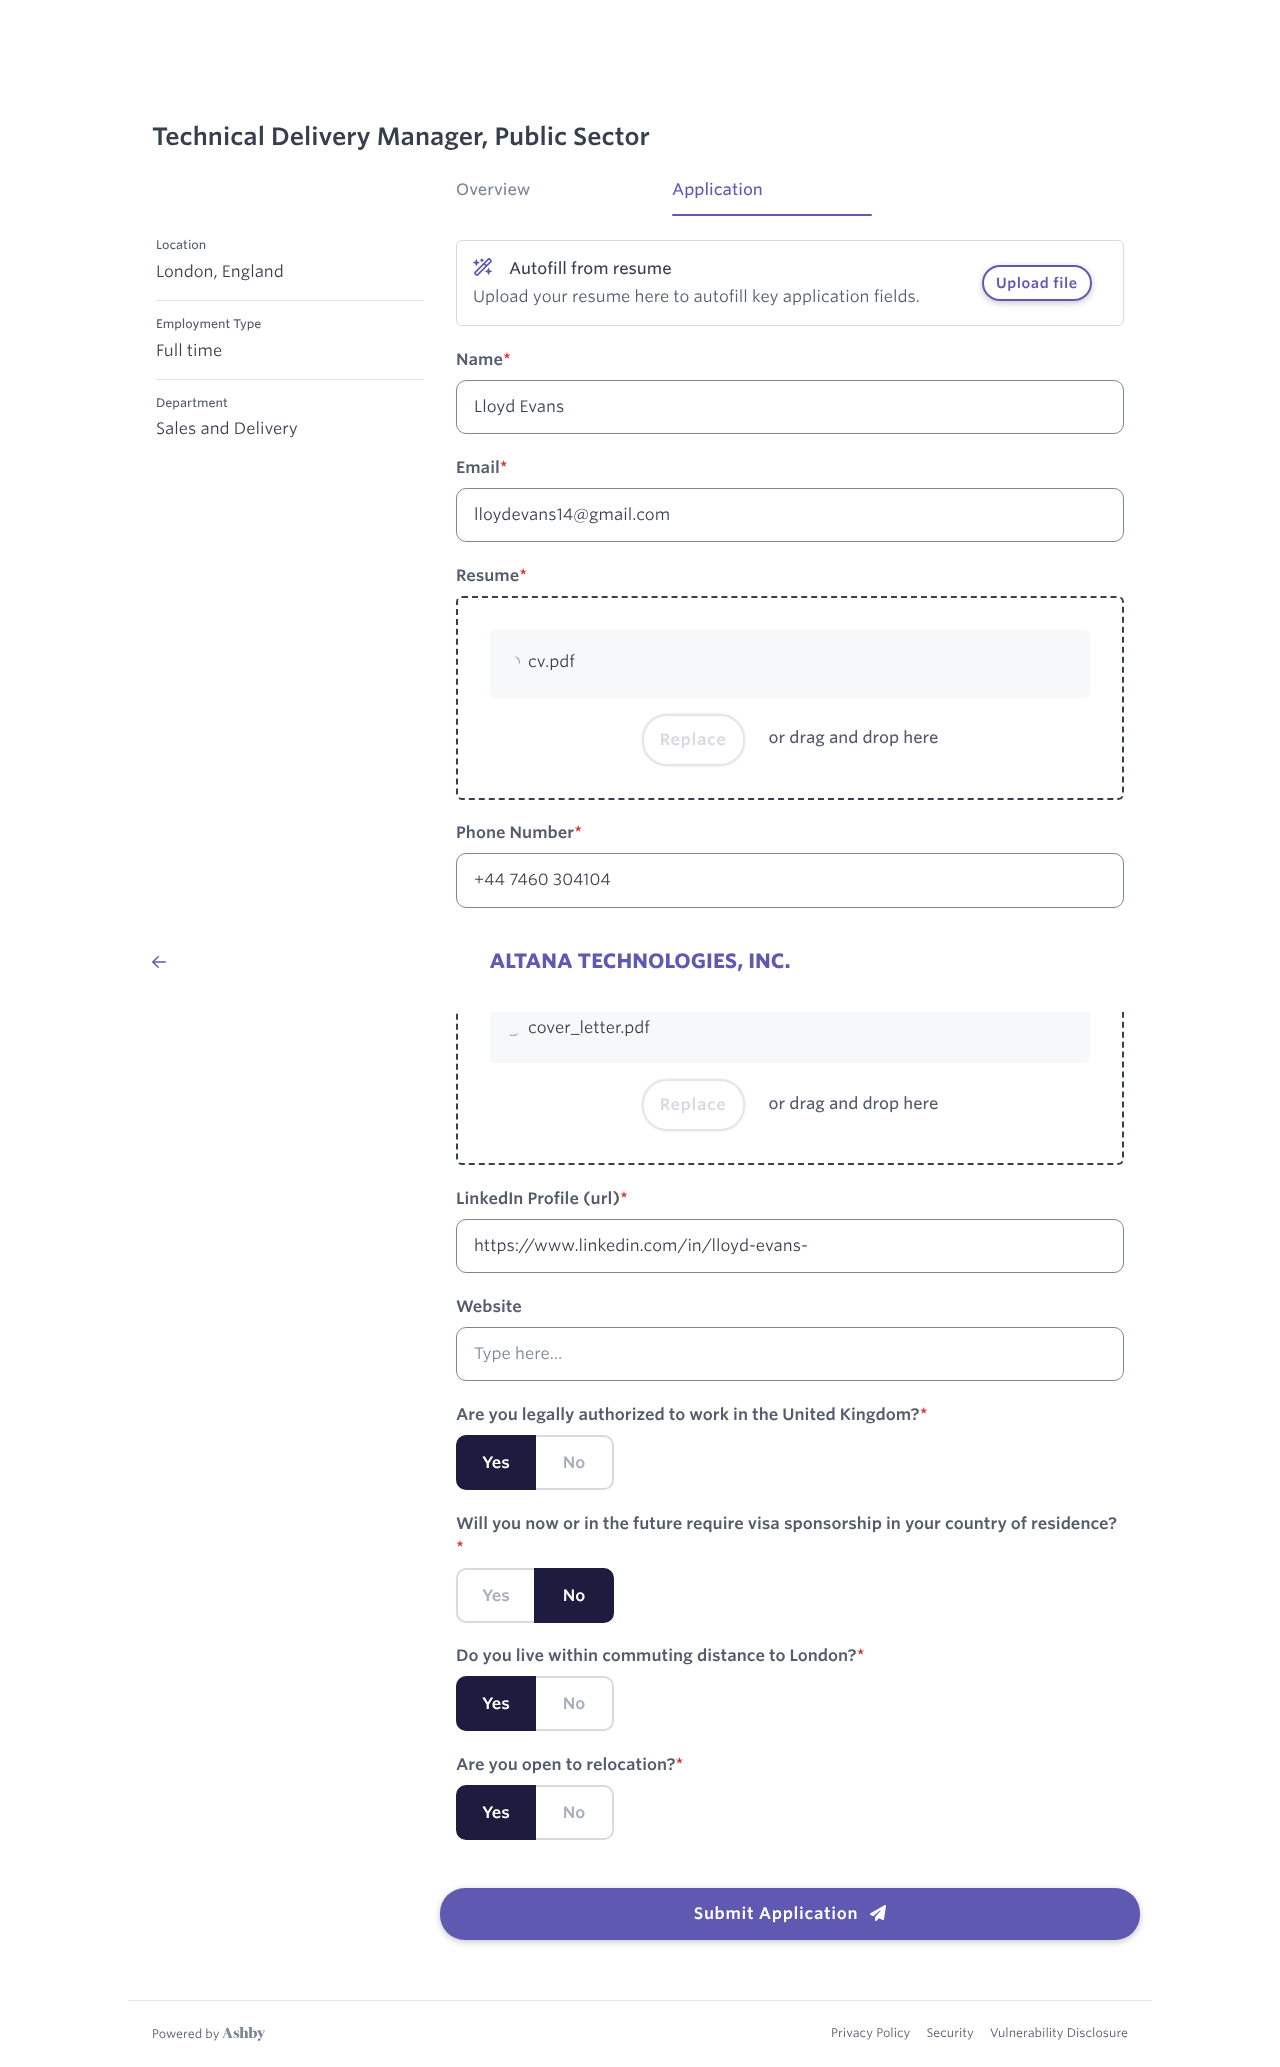 Technical Delivery Manager, Public Sector
Overview
Application
Location
London, England
Employment Type
Full time
Department
Sales and Delivery
Autofill from resume
Upload your resume here to autofill key application fields.
Upload file
Name*
Lloyd Evans
Email*
lloydevans14@gmail.com
Resume*
cv.pdf
Replace or drag and drop here
Phone Number*
+44 7460 304104
ALTANA TECHNOLOGIES, INC.
cover_letter.pdf
Replace or drag and drop here
LinkedIn Profile (url)*
https://www.linkedin.com/in/lloyd-evans-
Website
Type here...
Are you legally authorized to work in the United Kingdom?*
Yes No
Will you now or in the future require visa sponsorship in your country of residence?
*
Yes No
Do you live within commuting distance to London?*
Yes No
Are you open to relocation?*
Yes No
Submit Application
Powered by Ashby
Privacy Policy Security Vulnerability Disclosure